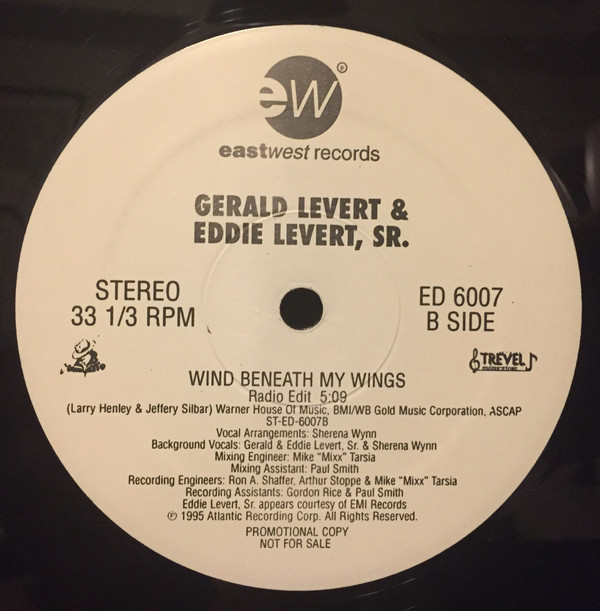 ew
eastwest records
GERALD LEVERT &
EDDIE LEVERT, SR.
STEREO
33 1/3 RPM
ED 6007
B SIDE
TREVEL
PRODUCTIONS
WIND BENEATH MY WINGS
Radio Edit 5:09
(Larry Henley & Jeffery Silbar) Warner House Of Music, BMI/WB Gold Music Corporation, ASCAP
ST-ED-6007B
Vocal Arrangements: Sherena Wynn
Background Vocals: Gerald & Eddie Levert, Sr. & Sherena Wynn
Mixing Engineer: Mike "Mixx" Tarsia
Mixing Assistant: Paul Smith
Recording Engineers: Ron A. Shaffer, Arthur Stoppe & Mike "Mixx" Tarsia
Recording Assistants: Gordon Rice & Paul Smith
Eddie Levert, Sr. appears courtesy of EMI Records
℗ 1995 Atlantic Recording Corp. All Rights Reserved.
PROMOTIONAL COPY
NOT FOR SALE